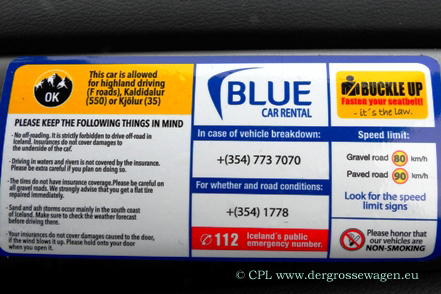 OK
This car is allowed
for highland driving
(F roads), Kaldidalur
(550) or Kjölur (35)
PLEASE KEEP THE FOLLOWING THINGS IN MIND
- No off-roading. It is strictly forbidden to drive off-road in
Iceland. Insurances do not cover damages to
the underside of the car.
- Driving in waters and rivers is not covered by the insurance.
Please be extra careful if you plan on doing so.
- The tires do not have insurance coverage. Please be careful on
all gravel roads. We strongly advise that you get a flat tire
repaired immediately.
- Sand and ash storms occur mainly in the south coast
of Iceland. Make sure to check the weather forecast
before driving there.
- Your insurances do not cover damages caused to the door,
if the wind blows it up. Please hold onto your door
when you open it.
BLUE
CAR RENTAL
In case of vehicle breakdown:
+(354) 773 7070
For whether and road conditions:
+(354) 1778
112 Iceland's public
emergency number.
BUCKLE UP
Fasten your seatbelt!
- it´s the law.
Speed limit:
Gravel road 80 km/h
Paved road 90 km/h
Look for the speed
limit signs
Please honor that
our vehicles are
NON-SMOKING
© CPL www.dergrossewagen.eu